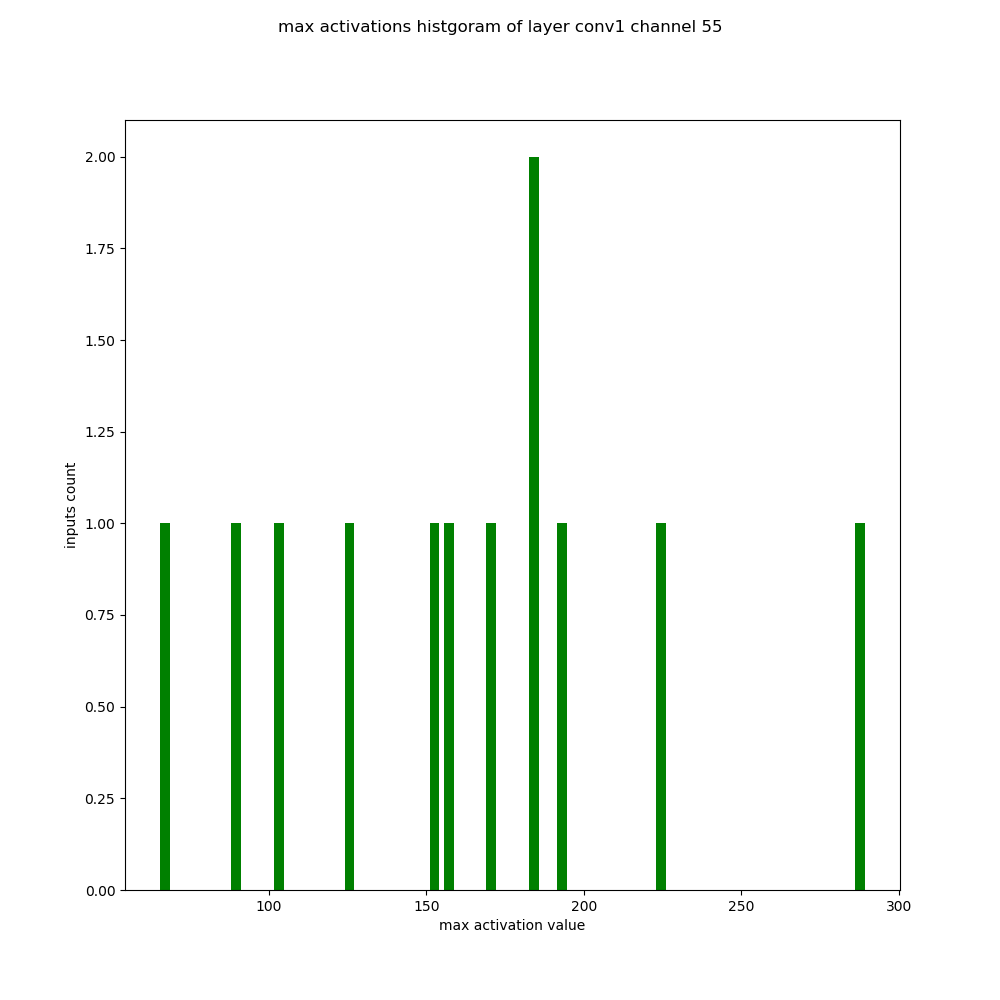 max activations histgoram of layer conv1 channel 55
2.00
1.75
1.50
1.25
1.00
0.75
0.50
0.25
0.00
inputs count
100 150 200 250 300
max activation value